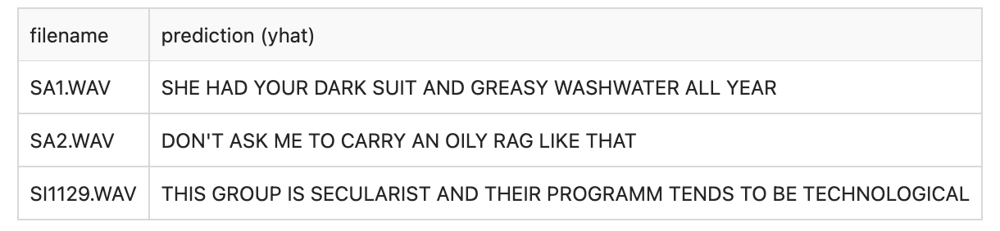 filename prediction (yhat)
SA1.WAV SHE HAD YOUR DARK SUIT AND GREASY WASHWATER ALL YEAR
SA2.WAV DON'T ASK ME TO CARRY AN OILY RAG LIKE THAT
SI1129.WAV THIS GROUP IS SECULARIST AND THEIR PROGRAMM TENDS TO BE TECHNOLOGICAL